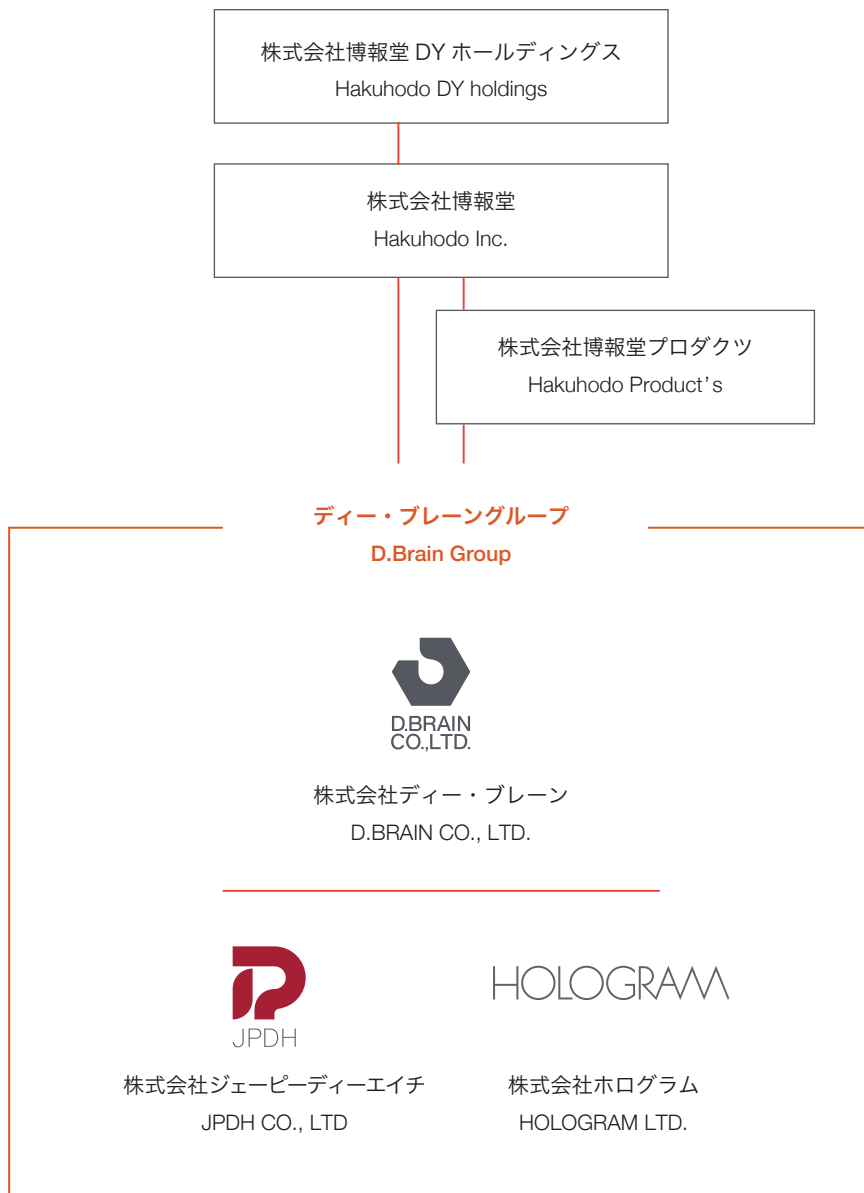 株式会社博報堂 DY ホールディングス
Hakuhodo DY holdings
株式会社博報堂
Hakuhodo Inc.
株式会社博報堂プロダクツ
Hakuhodo Product’s
ディー・ブレーングループ
D.Brain Group
D.BRAIN
CO.,LTD.
株式会社ディー・ブレーン
D.BRAIN CO., LTD.
JPDH
HOLOGRAM
株式会社ジェーピーディーエイチ
JPDH CO., LTD
株式会社ホログラム
HOLOGRAM LTD.